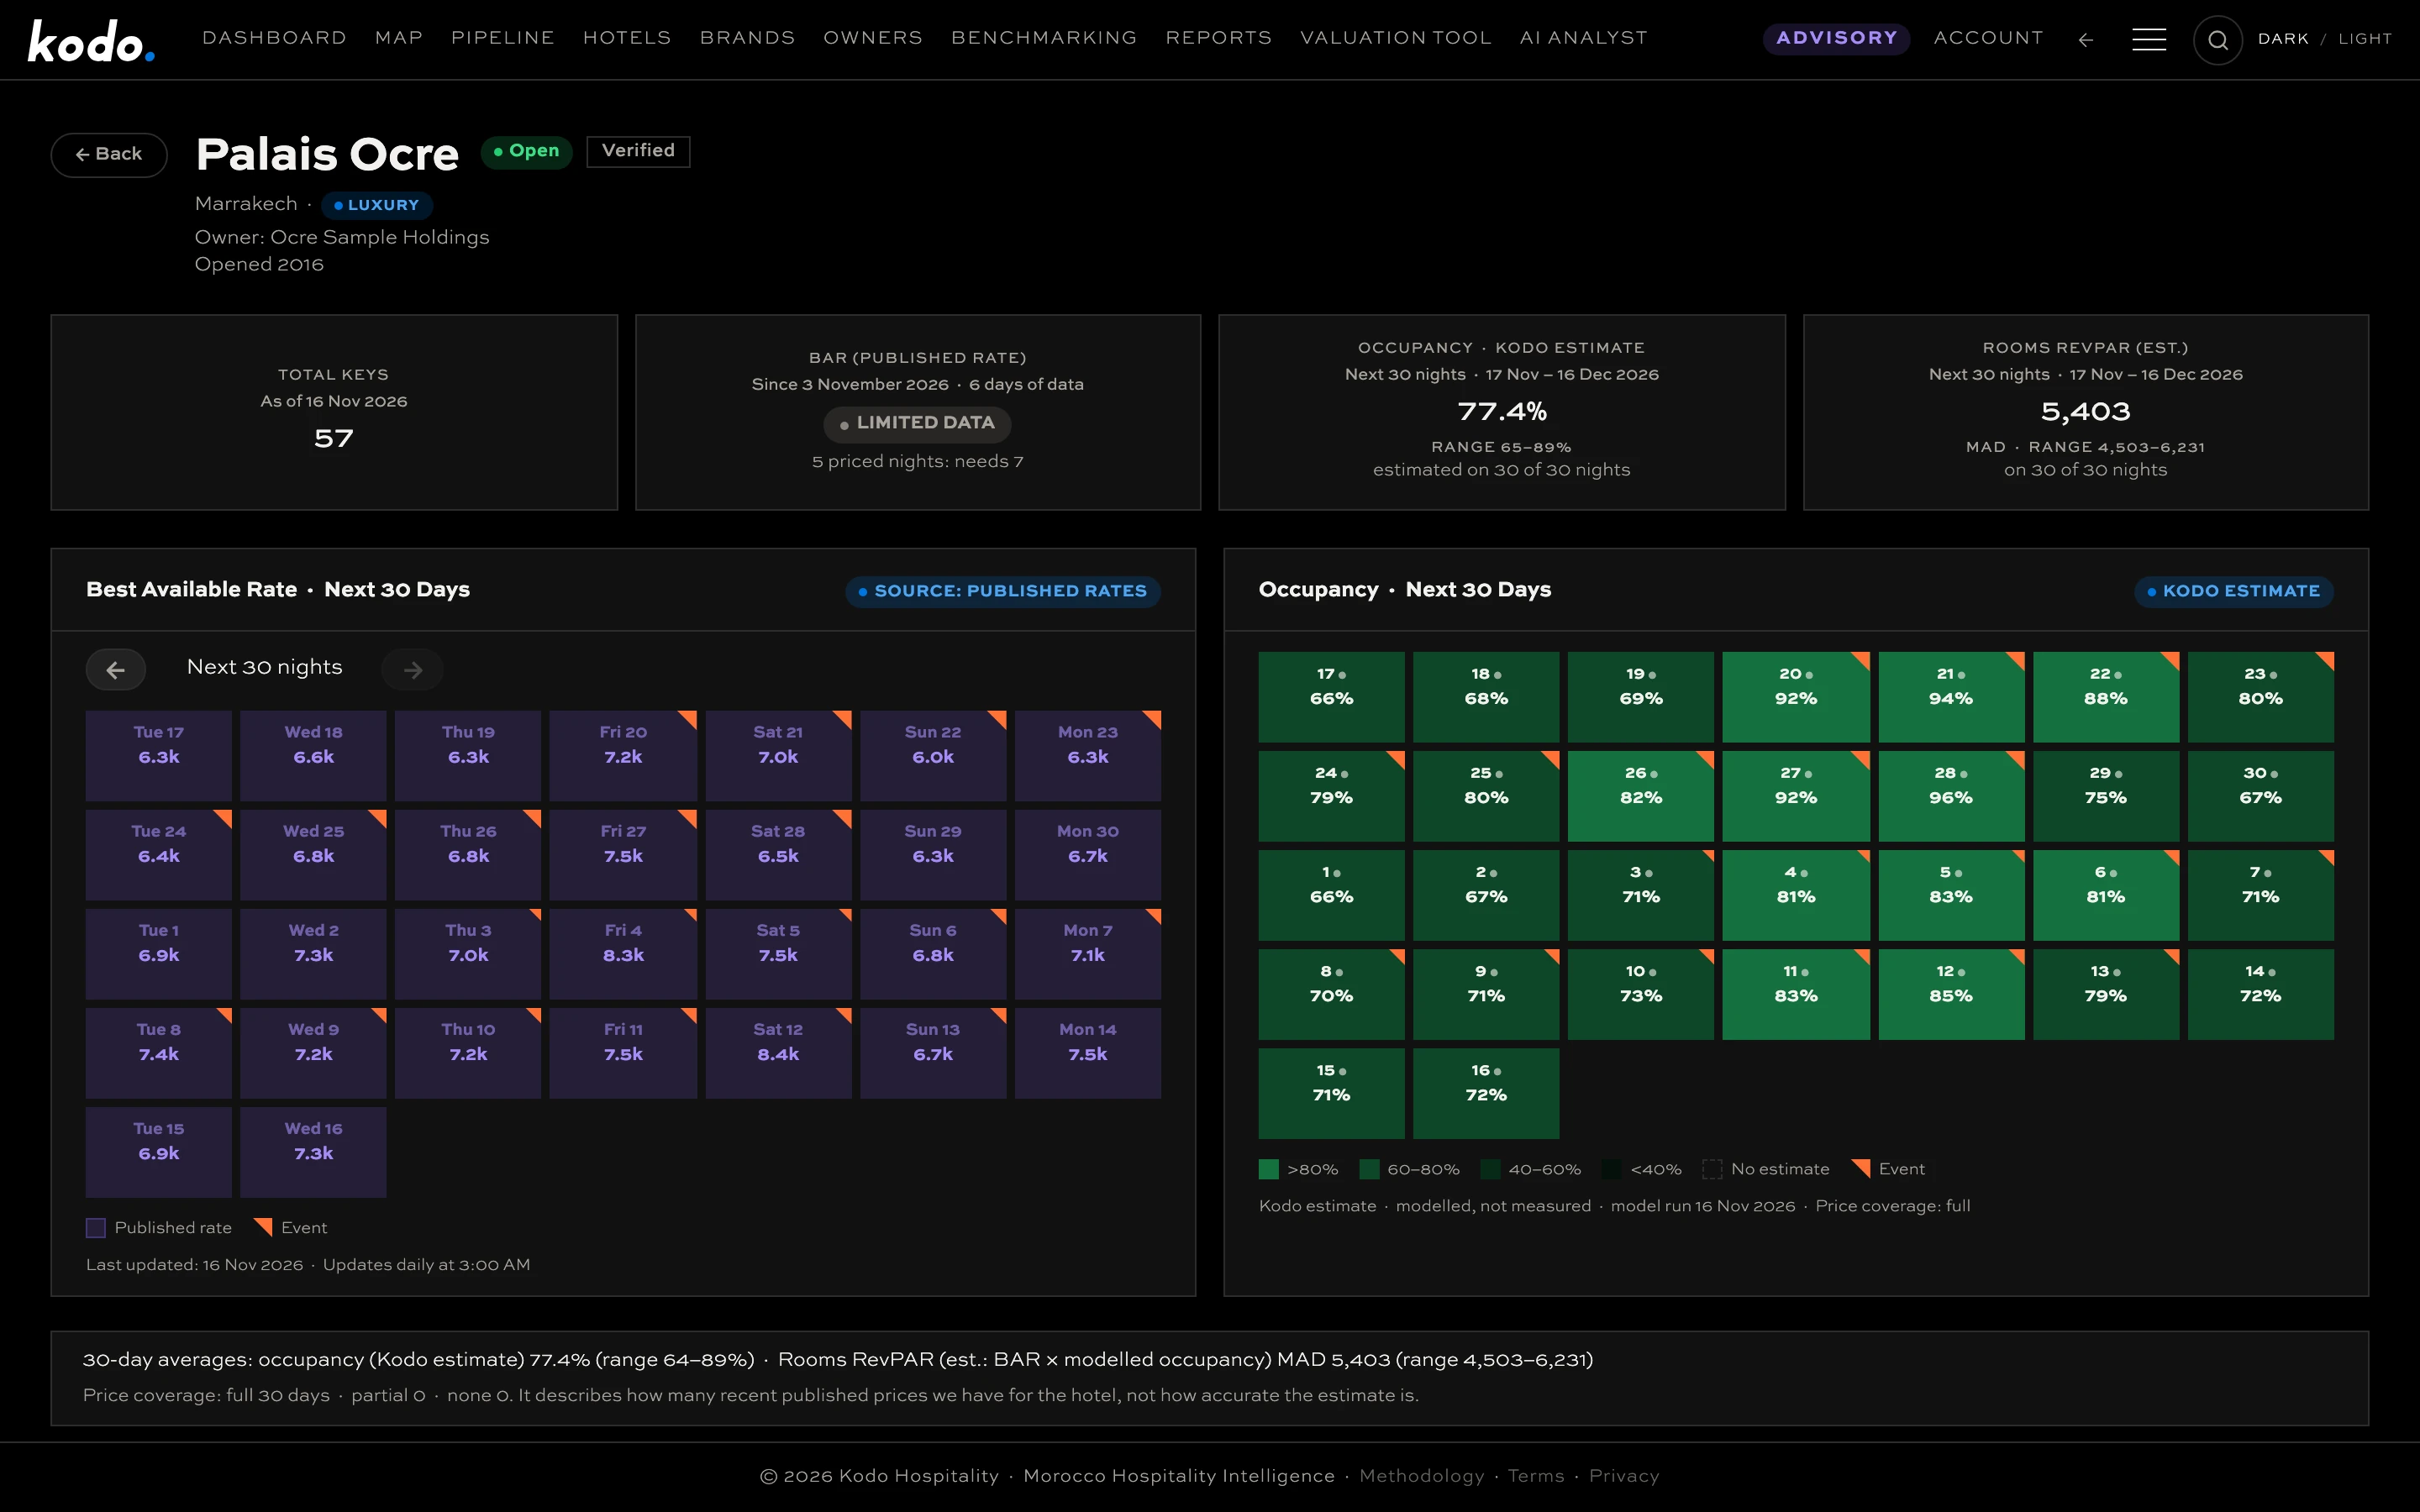 kodo.
DASHBOARD MAP PIPELINE HOTELS BRANDS OWNERS BENCHMARKING REPORTS VALUATION TOOL AI ANALYST ADVISORY ACCOUNT ← DARK / LIGHT
← Back
Palais Ocre
Open
Verified
Marrakech · LUXURY
Owner: Ocre Sample Holdings
Opened 2016
TOTAL KEYS
As of 16 Nov 2026
57
BAR (PUBLISHED RATE)
Since 3 November 2026 · 6 days of data
LIMITED DATA
5 priced nights: needs 7
OCCUPANCY · KODO ESTIMATE
Next 30 nights · 17 Nov – 16 Dec 2026
77.4%
RANGE 65–89%
estimated on 30 of 30 nights
ROOMS REVPAR (EST.)
Next 30 nights · 17 Nov – 16 Dec 2026
5,403
MAD · RANGE 4,503–6,231
on 30 of 30 nights
Best Available Rate · Next 30 Days
SOURCE: PUBLISHED RATES
← Next 30 nights →
Tue 17 Wed 18 Thu 19 Fri 20 Sat 21 Sun 22 Mon 23
6.3k 6.6k 6.3k 7.2k 7.0k 6.0k 6.3k
Tue 24 Wed 25 Thu 26 Fri 27 Sat 28 Sun 29 Mon 30
6.4k 6.8k 6.8k 7.5k 6.5k 6.3k 6.7k
Tue 1 Wed 2 Thu 3 Fri 4 Sat 5 Sun 6 Mon 7
6.9k 7.3k 7.0k 8.3k 7.5k 6.8k 7.1k
Tue 8 Wed 9 Thu 10 Fri 11 Sat 12 Sun 13 Mon 14
7.4k 7.2k 7.2k 7.5k 8.4k 6.7k 7.5k
Tue 15 Wed 16
6.9k 7.3k
Published rate Event
Last updated: 16 Nov 2026 · Updates daily at 3:00 AM
Occupancy · Next 30 Days
KODO ESTIMATE
17 18 19 20 21 22 23
66% 68% 69% 92% 94% 88% 80%
24 25 26 27 28 29 30
79% 80% 82% 92% 96% 75% 67%
1 2 3 4 5 6 7
66% 67% 71% 81% 83% 81% 71%
8 9 10 11 12 13 14
70% 71% 73% 83% 85% 79% 72%
15 16
71% 72%
>80% 60–80% 40–60% <40% No estimate Event
Kodo estimate · modelled, not measured · model run 16 Nov 2026 · Price coverage: full
30-day averages: occupancy (Kodo estimate) 77.4% (range 64–89%) · Rooms RevPAR (est.: BAR × modelled occupancy) MAD 5,403 (range 4,503–6,231)
Price coverage: full 30 days · partial 0 · none 0. It describes how many recent published prices we have for the hotel, not how accurate the estimate is.
© 2026 Kodo Hospitality · Morocco Hospitality Intelligence · Methodology · Terms · Privacy